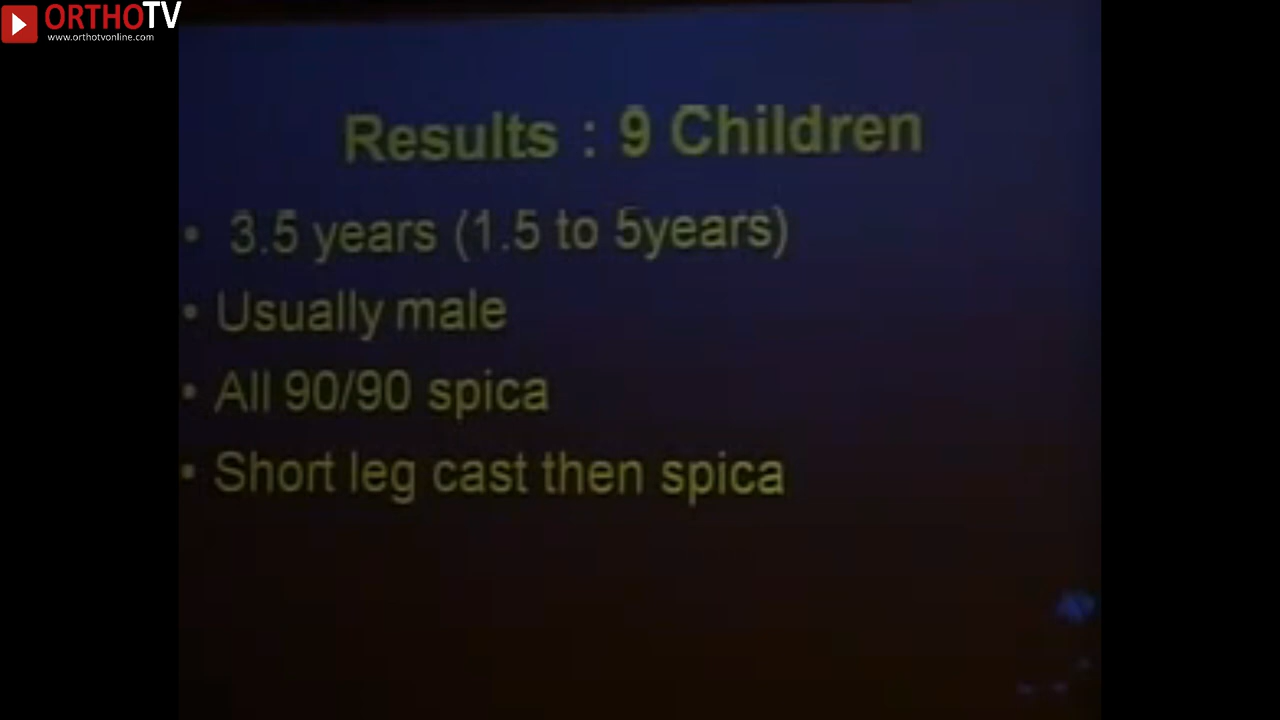 ORTHOTV
www.orthotvonline.com
Results : 9 Children
• 3.5 years (1.5 to 5years)
• Usually male
• All 90/90 spica
• Short leg cast then spica